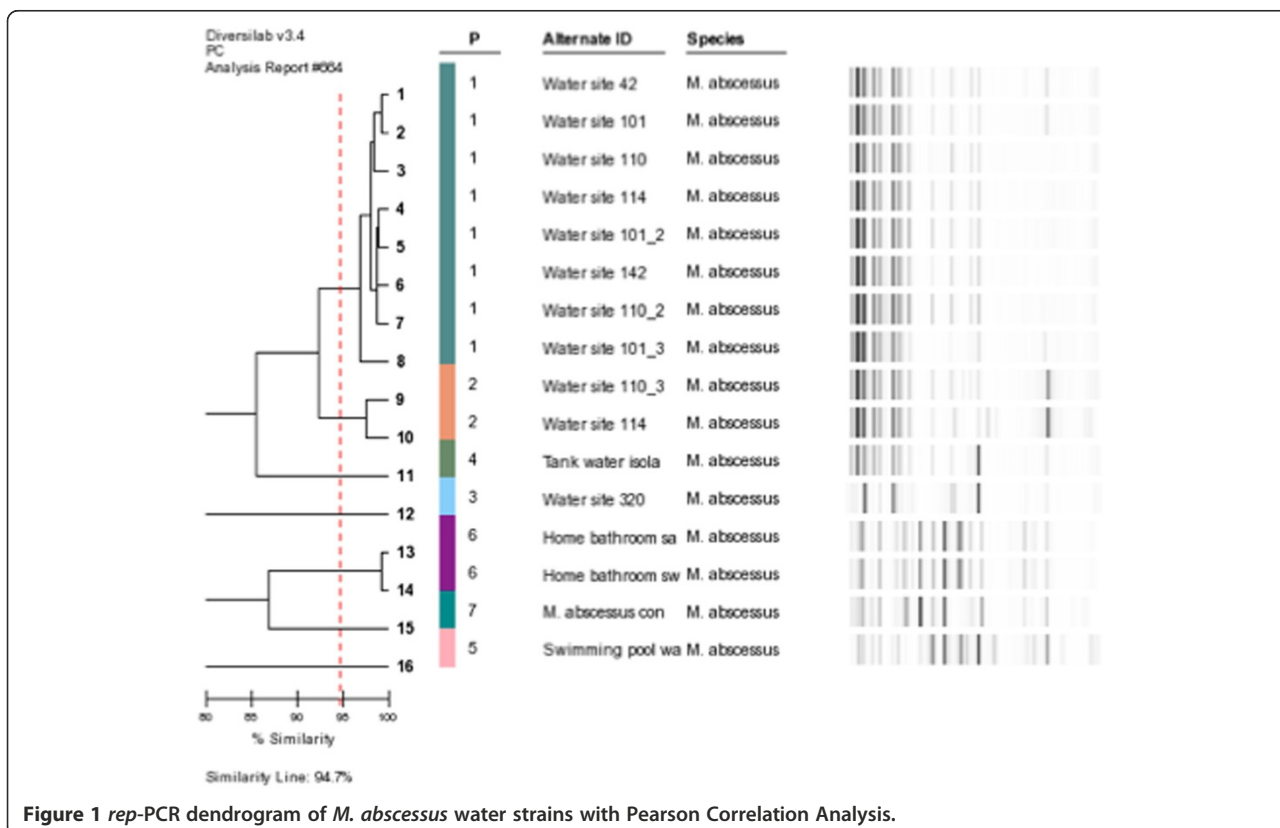 Diversilab v3.4
PC
Analysis Report #664
P Alternate ID Species
1 1 Water site 42 M. abscessus
2 1 Water site 101 M. abscessus
3 1 Water site 110 M. abscessus
4 1 Water site 114 M. abscessus
5 1 Water site 101_2 M. abscessus
6 1 Water site 142 M. abscessus
7 1 Water site 110_2 M. abscessus
8 1 Water site 101_3 M. abscessus
9 2 Water site 110_3 M. abscessus
10 2 Water site 114 M. abscessus
11 4 Tank water isola M. abscessus
12 3 Water site 320 M. abscessus
13 6 Home bathroom sa M. abscessus
14 6 Home bathroom sw M. abscessus
15 7 M. abscessus con M. abscessus
16 5 Swimming pool wa M. abscessus
80 85 90 95 100
% Similarity
Similarity Line: 94.7%
Figure 1 rep-PCR dendrogram of M. abscessus water strains with Pearson Correlation Analysis.